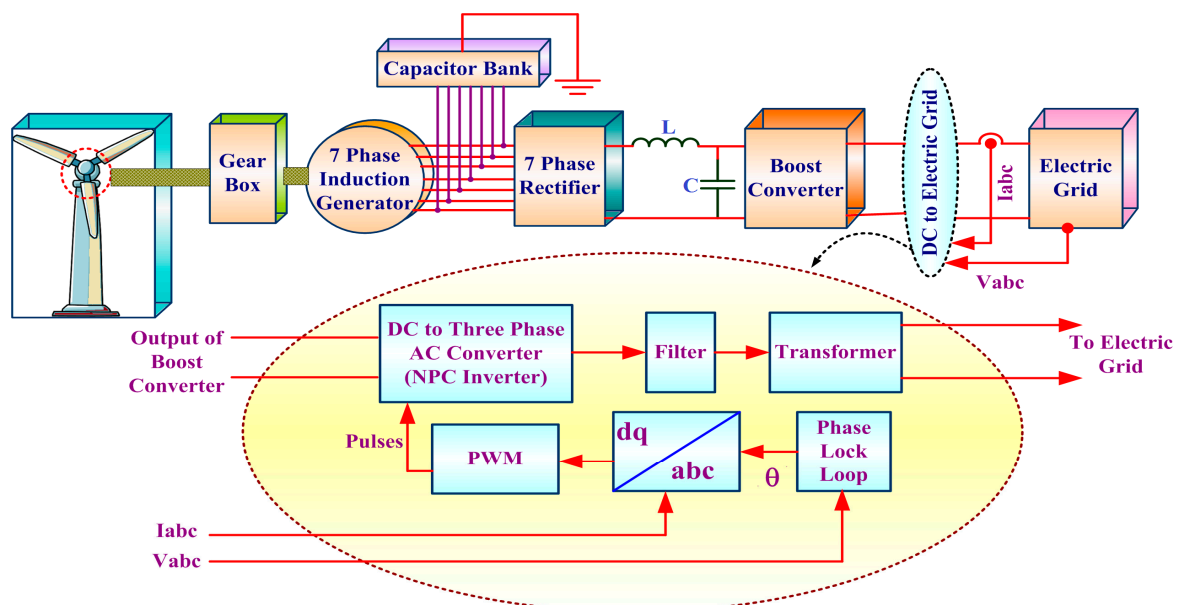 Capacitor Bank
Gear
Box
7 Phase
Induction
Generator
7 Phase
Rectifier
L
C
Boost
Converter
DC to Electric Grid
Iabc
Electric
Grid
Vabc
Output of
Boost
Converter
DC to Three Phase
AC Converter
(NPC Inverter)
Filter
Transformer
To Electric
Grid
Pulses
PWM
dq
abc
θ
Phase
Lock
Loop
Iabc
Vabc